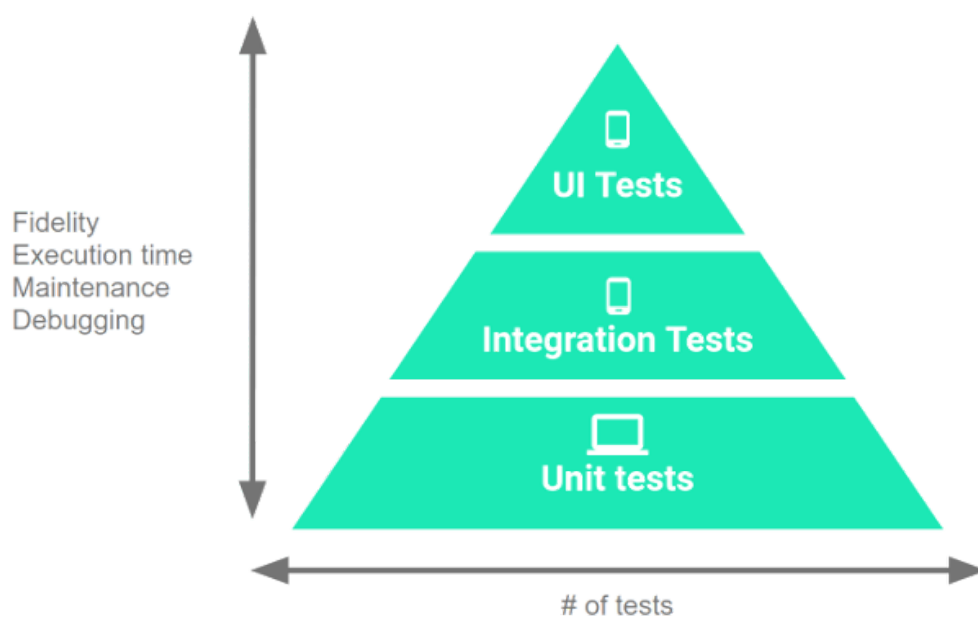 UI Tests
Fidelity
Execution time
Maintenance
Debugging
Integration Tests
Unit tests
# of tests